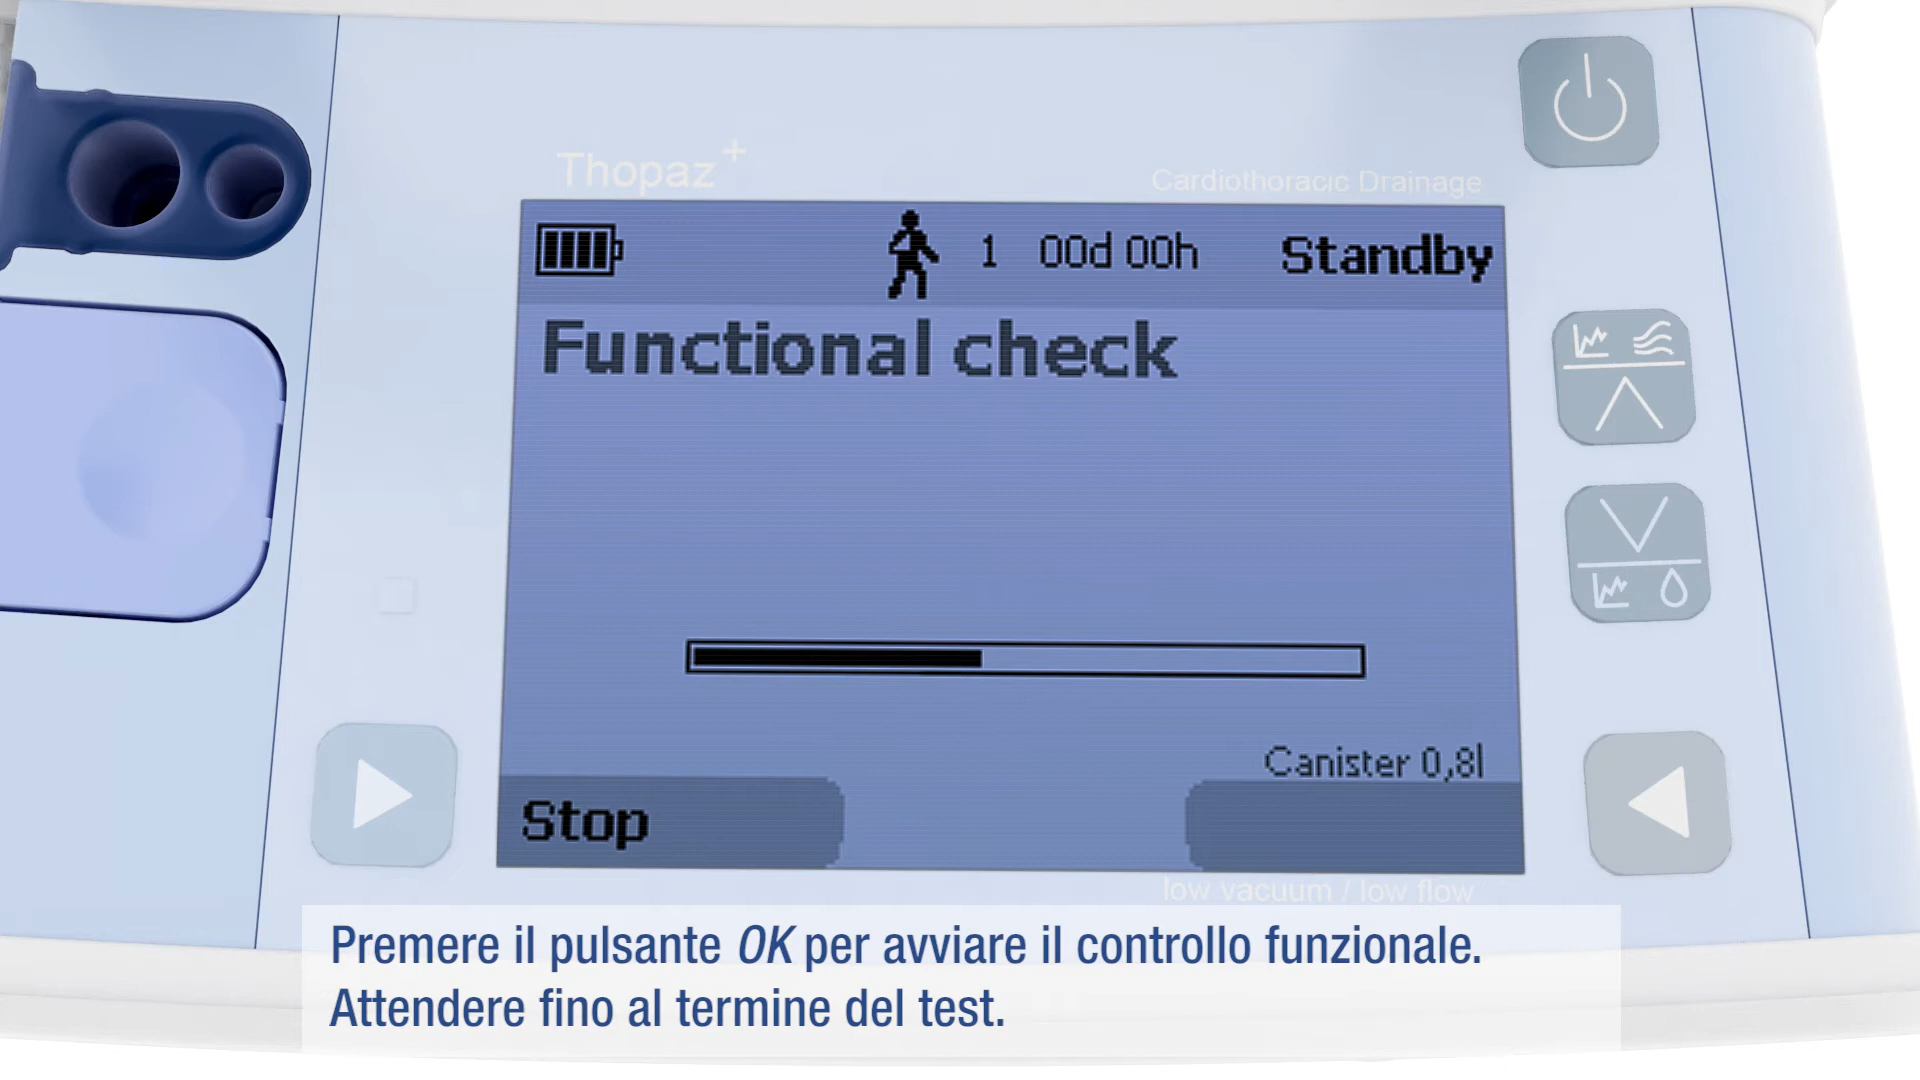 Thopaz+
Cardiothoracic Drainage
1 00d 00h Standby
Functional check
Canister 0,8l
Stop
low vacuum / low flow
Premere il pulsante OK per avviare il controllo funzionale.
Attendere fino al termine del test.